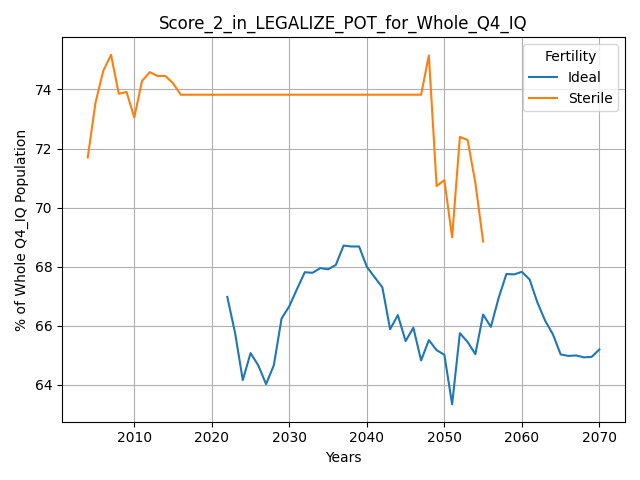 Score_2_in_LEGALIZE_POT_for_Whole_Q4_IQ
% of Whole Q4_IQ Population
74
72
70
68
66
64
Fertility
Ideal
Sterile
2010 2020 2030 2040 2050 2060 2070
Years